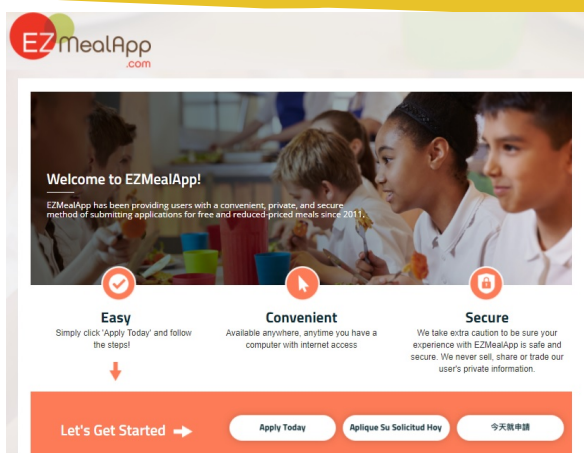 EZMealApp
.com
Welcome to EZMealApp!
EZMealApp has been providing users with a convenient, private, and secure
method of submitting applications for free and reduced-priced meals since 2011.
Easy
Simply click 'Apply Today' and follow
the steps!
Convenient
Available anywhere, anytime you have a
computer with internet access
Secure
We take extra caution to be sure your
experience with EZMealApp is safe and
secure. We never sell, share or trade our
user's private information.
Let's Get Started
Apply Today
Aplique Su Solicitud Hoy
今天就申請